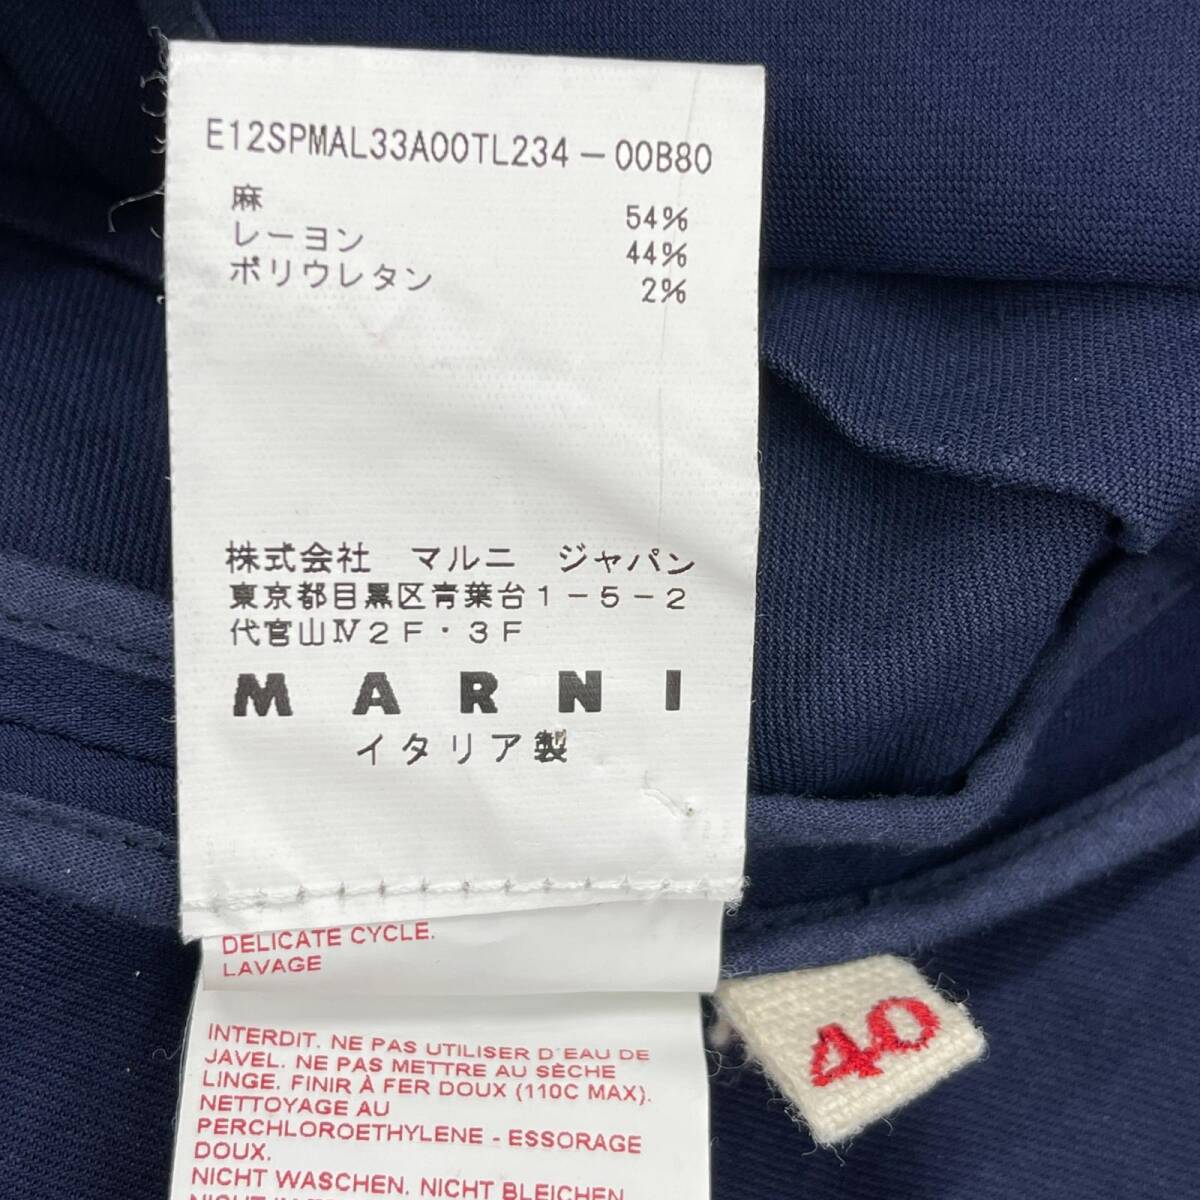 E12SPMAL33A00TL234-00B80
麻 54%
レーヨン 44%
ポリウレタン 2%
株式会社 マルニ ジャパン
東京都目黒区青葉台1-5-2
代官山Ⅳ2F・3F
MARNI
イタリア製
DELICATE CYCLE.
LAVAGE
INTERDIT. NE PAS UTILISER D'EAU DE
JAVEL. NE PAS METTRE AU SÈCHE
LINGE. FINIR À FER DOUX (110C MAX).
NETTOYAGE AU
PERCHLOROETHYLENE - ESSORAGE
DOUX.
NICHT WASCHEN. NICHT BLEICHEN.
40